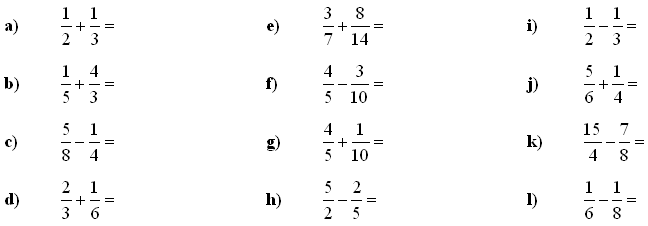 a) 1/2 + 1/3 = e) 3/7 + 8/14 = i) 1/2 − 1/3 =
b) 1/5 + 4/3 = f) 4/5 − 3/10 = j) 5/6 + 1/4 =
c) 5/8 − 1/4 = g) 4/5 + 1/10 = k) 15/4 − 7/8 =
d) 2/3 + 1/6 = h) 5/2 − 2/5 = l) 1/6 − 1/8 =